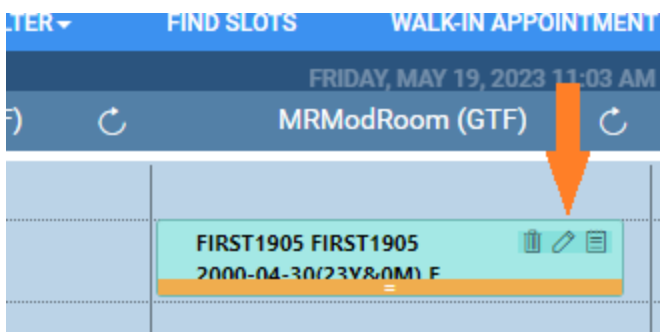 LTER FIND SLOTS WALK-IN APPOINTMENT
FRIDAY, MAY 19, 2023 11:03 AM
F) MRModRoom (GTF)
FIRST1905 FIRST1905
2000-04-30(23Y&0M) F
=